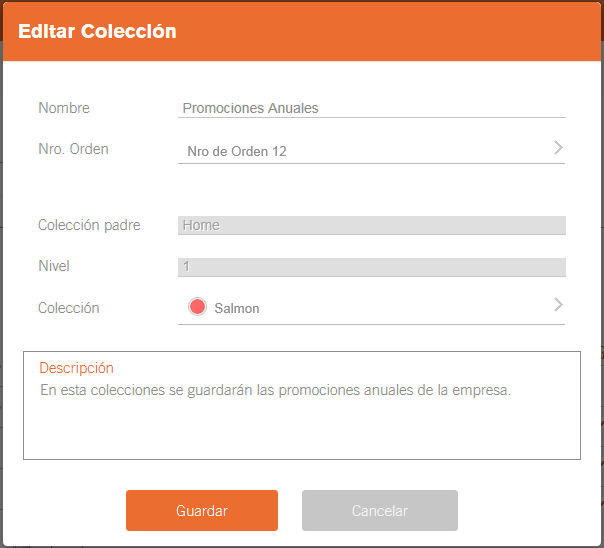 Editar Colección
Nombre Promociones Anuales
Nro. Orden Nro de Orden 12
Colección padre Home
Nivel 1
Colección Salmon
Descripción
En esta colecciones se guardarán las promociones anuales de la empresa.
Guardar Cancelar